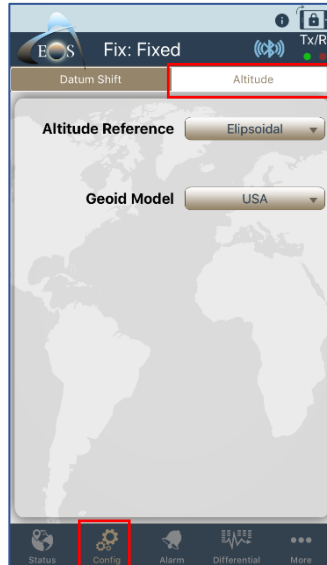 EOS Fix: Fixed Tx/R
Datum Shift Altitude
Altitude Reference Elipsoidal
Geoid Model USA
Status Config Alarm Differential More